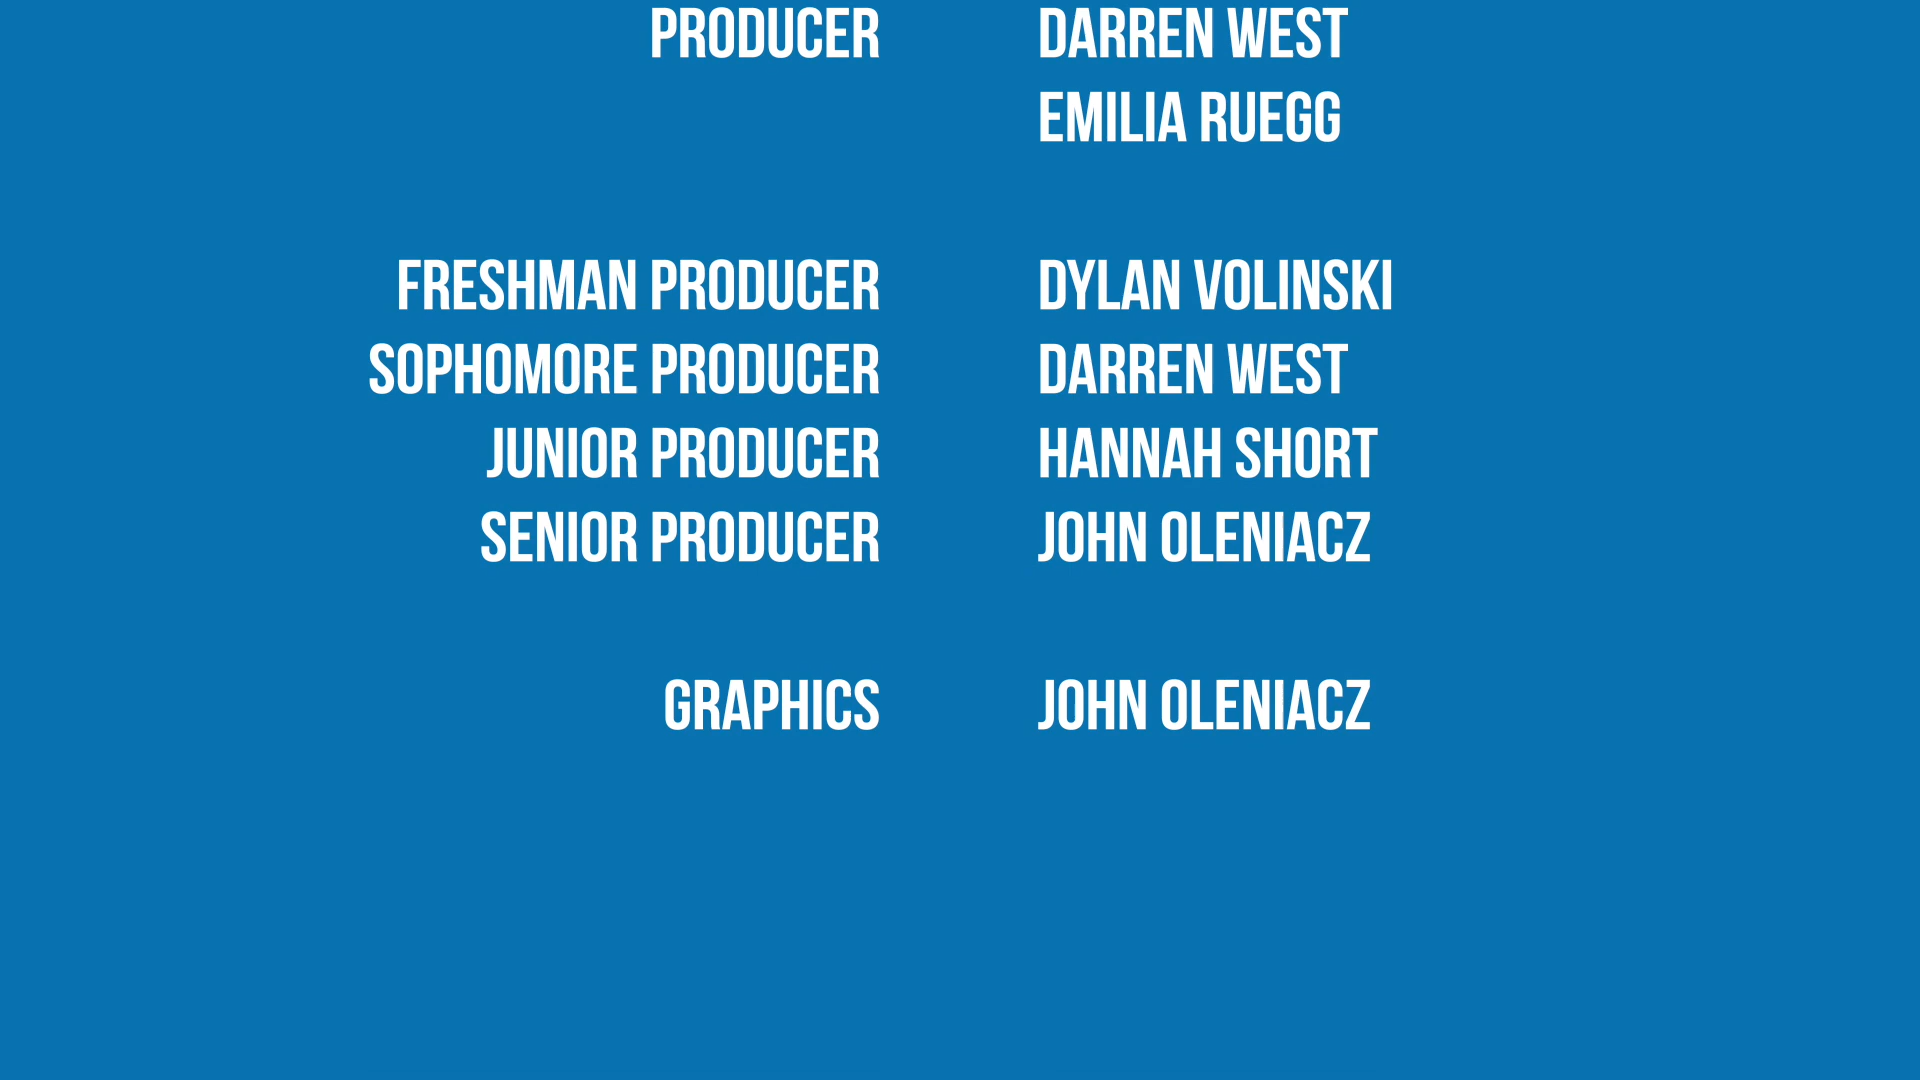 PRODUCER DARREN WEST
EMILIA RUEGG
FRESHMAN PRODUCER DYLAN VOLINSKI
SOPHOMORE PRODUCER DARREN WEST
JUNIOR PRODUCER HANNAH SHORT
SENIOR PRODUCER JOHN OLENIACZ
GRAPHICS JOHN OLENIACZ